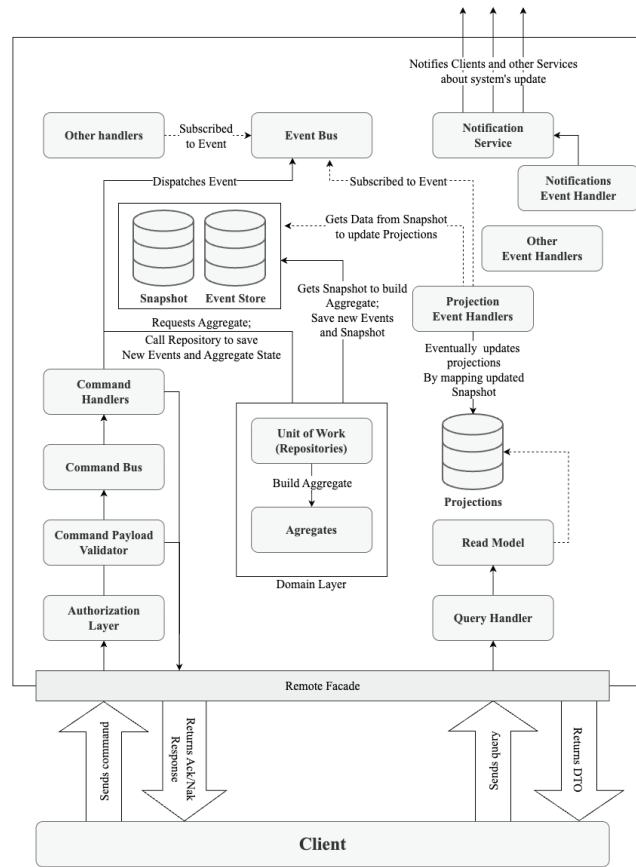 Notifies Clients and other Services
about system's update
Other handlers
Subscribed
to Event
Event Bus
Notification
Service
Dispatches Event
Subscribed to Event
Notifications
Event Handler
Gets Data from Snapshot
to update Projections
Other
Event Handlers
Snapshot
Event Store
Gets Snapshot to build
Aggregate;
Save new Events
and Snapshot
Projection
Event Handlers
Requests Aggregate;
Call Repository to save
New Events and Aggregate State
Eventually updates
projections
By mapping updated
Snapshot
Command
Handlers
Unit of Work
(Repositories)
Command Bus
Build Aggregate
Projections
Command Payload
Validator
Agregates
Read Model
Domain Layer
Authorization
Layer
Query Handler
Remote Facade
Sends command
Returns Ack/Nak
Response
Sends query
Returns DTO
Client